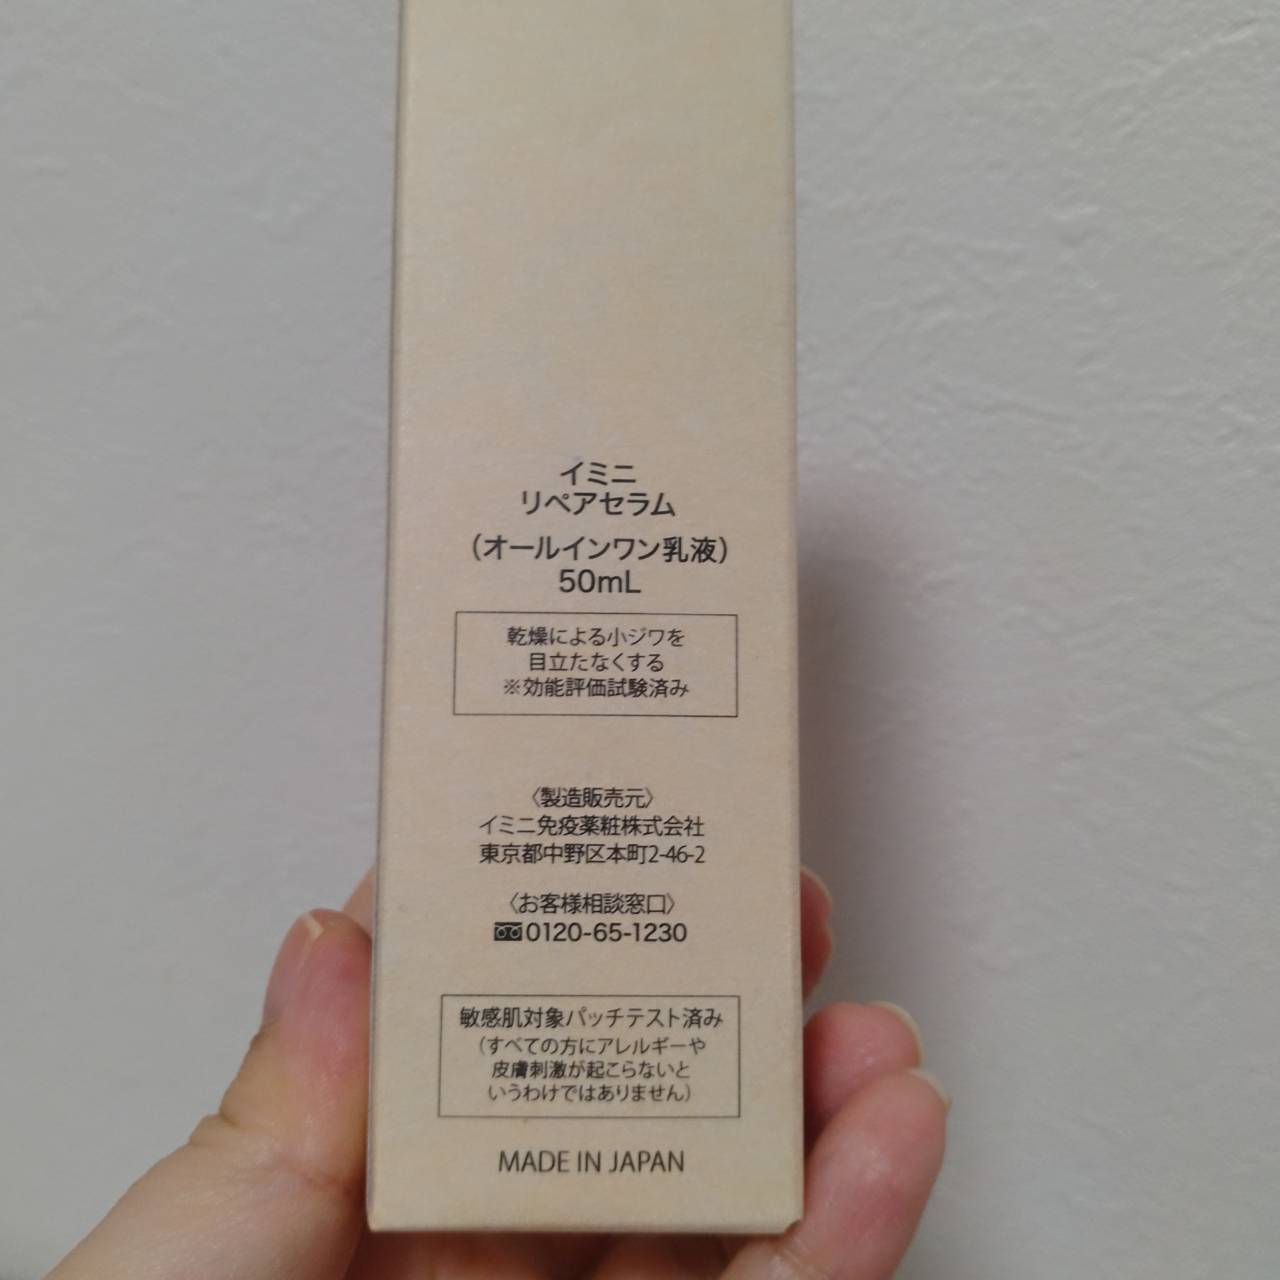 イミニ
リペアセラム
(オールインワン乳液)
50mL
乾燥による小ジワを
目立たなくする
※効能評価試験済み
〈製造販売元〉
イミニ免疫薬粧株式会社
東京都中野区本町2-46-2
〈お客様相談窓口〉
0120-65-1230
敏感肌対象パッチテスト済み
(すべての方にアレルギーや
皮膚刺激が起こらないと
いうわけではありません)
MADE IN JAPAN